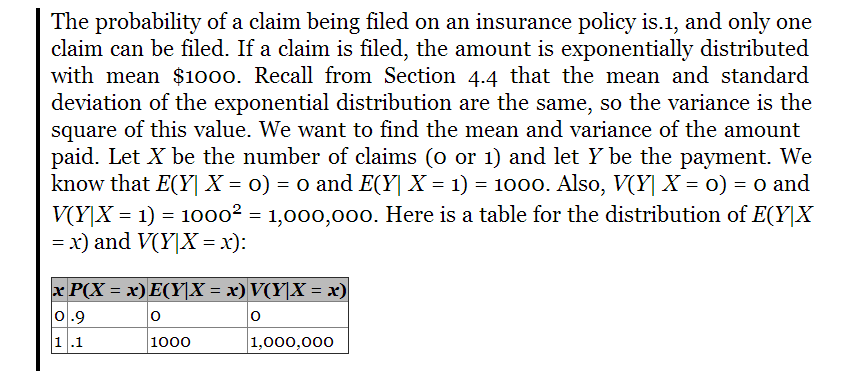 The probability of a claim being filed on an insurance policy is.1, and only one
claim can be filed. If a claim is filed, the amount is exponentially distributed
with mean $1000. Recall from Section 4.4 that the mean and standard
deviation of the exponential distribution are the same, so the variance is the
square of this value. We want to find the mean and variance of the amount
paid. Let X be the number of claims (0 or 1) and let Y be the payment. We
know that E(Y| X = 0) = 0 and E(Y| X = 1) = 1000. Also, V(Y| X = 0) = 0 and
V(Y|X = 1) = 1000² = 1,000,000. Here is a table for the distribution of E(Y|X
= x) and V(Y|X = x):
x P(X = x) E(Y|X = x) V(Y|X = x)
0 .9 0 0
1 .1 1000 1,000,000